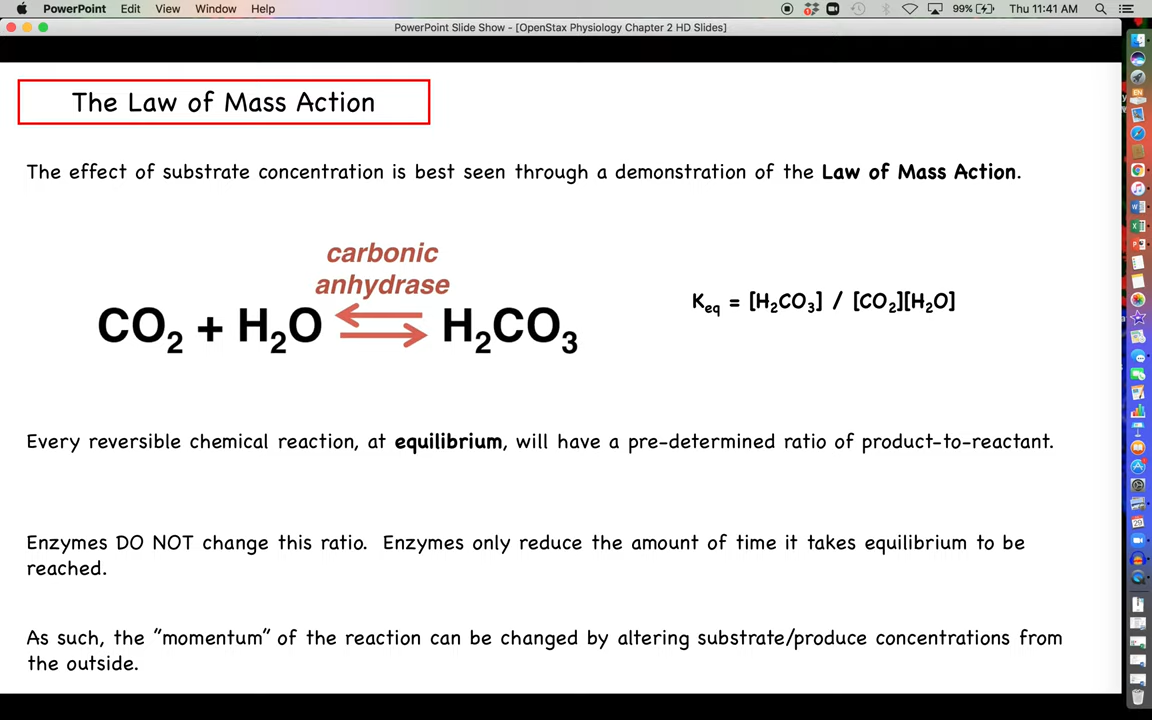 PowerPoint Edit View Window Help 99% Thu 11:41 AM
PowerPoint Slide Show - [OpenStax Physiology Chapter 2 HD Slides]
The Law of Mass Action
The effect of substrate concentration is best seen through a demonstration of the Law of Mass Action.
carbonic
anhydrase
CO₂ + H₂O ⇄ H₂CO₃
Keq = [H₂CO₃] / [CO₂][H₂O]
Every reversible chemical reaction, at equilibrium, will have a pre-determined ratio of product-to-reactant.
Enzymes DO NOT change this ratio. Enzymes only reduce the amount of time it takes equilibrium to be
reached.
As such, the "momentum" of the reaction can be changed by altering substrate/produce concentrations from
the outside.